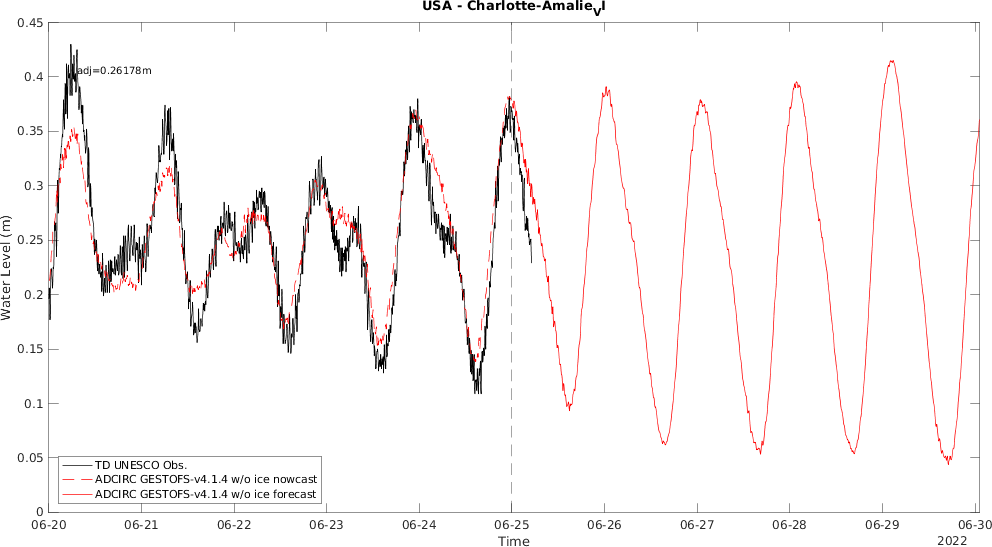 USA - Charlotte-Amalie_VI
0.45
0.4
0.35
0.3
0.25
0.2
0.15
0.1
0.05
0
Water Level (m)
adj=0.26178m
TD UNESCO Obs.
ADCIRC GESTOFS-v4.1.4 w/o ice nowcast
ADCIRC GESTOFS-v4.1.4 w/o ice forecast
06-20 06-21 06-22 06-23 06-24 06-25 06-26 06-27 06-28 06-29 06-30
Time
2022